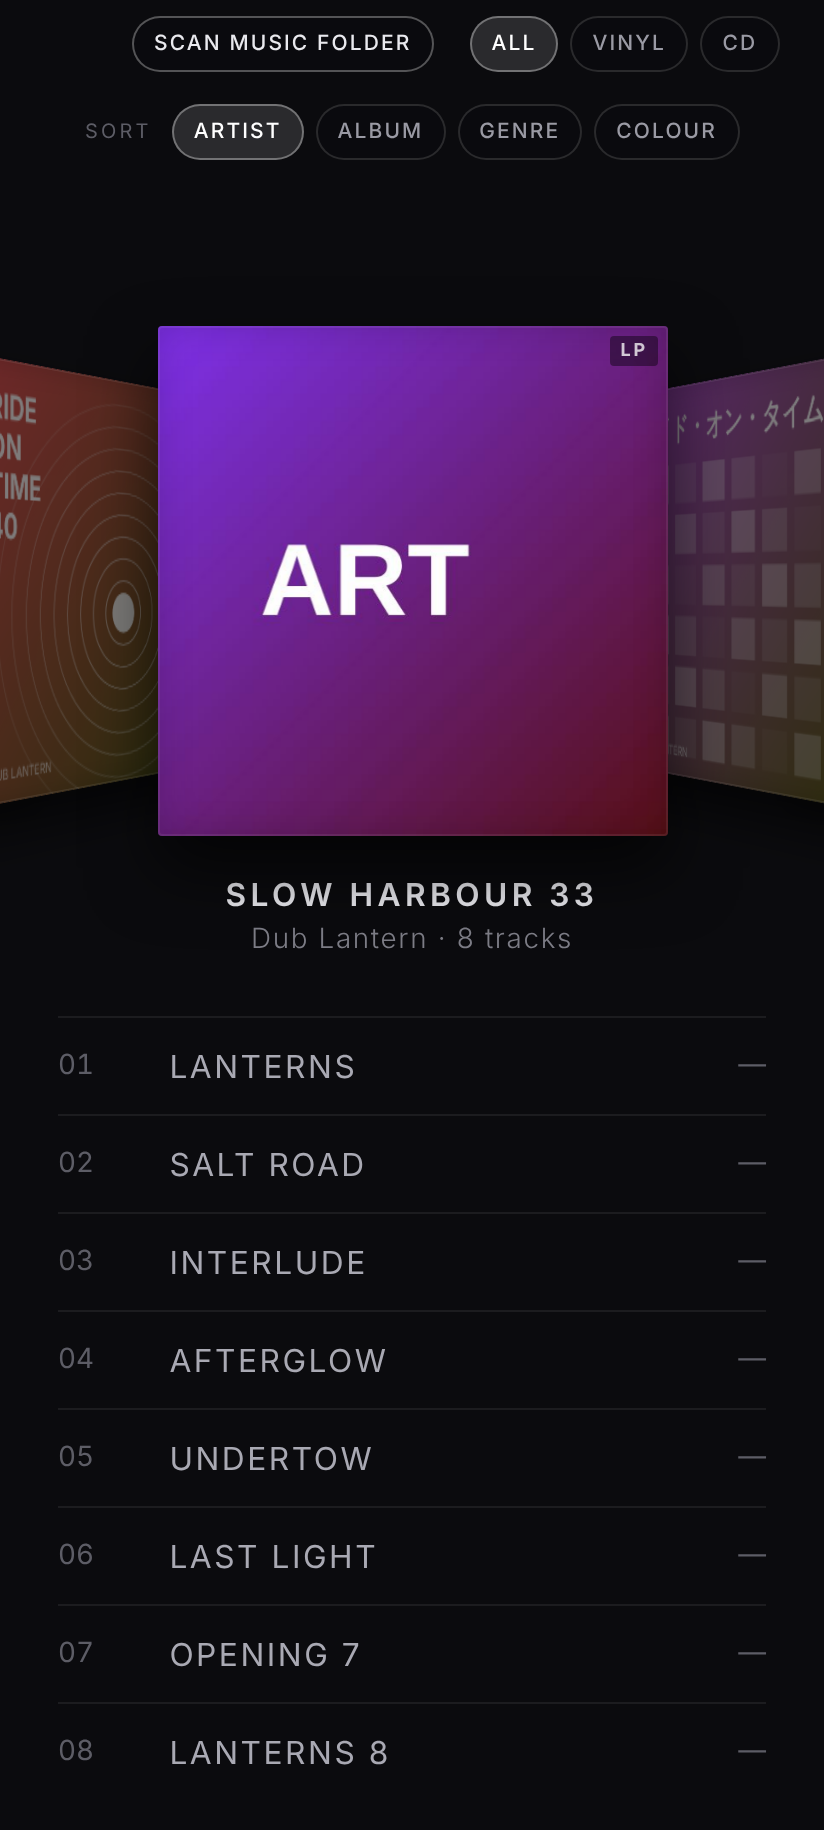 SCAN MUSIC FOLDER ALL VINYL CD
SORT ARTIST ALBUM GENRE COLOUR
LP
ON
TIME
ド・オン・タイム
ART
LANTERN
SLOW HARBOUR 33
Dub Lantern · 8 tracks
01 LANTERNS —
02 SALT ROAD —
03 INTERLUDE —
04 AFTERGLOW —
05 UNDERTOW —
06 LAST LIGHT —
07 OPENING 7 —
08 LANTERNS 8 —